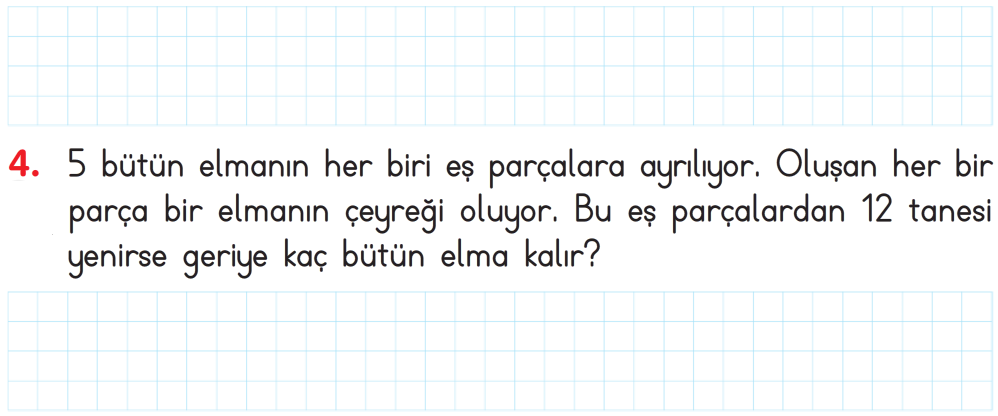 4. 5 bütün elmanın her biri eş parçalara ayrılıyor. Oluşan her bir
parça bir elmanın çeyreği oluyor. Bu eş parçalardan 12 tanesi
yenirse geriye kaç bütün elma kalır?